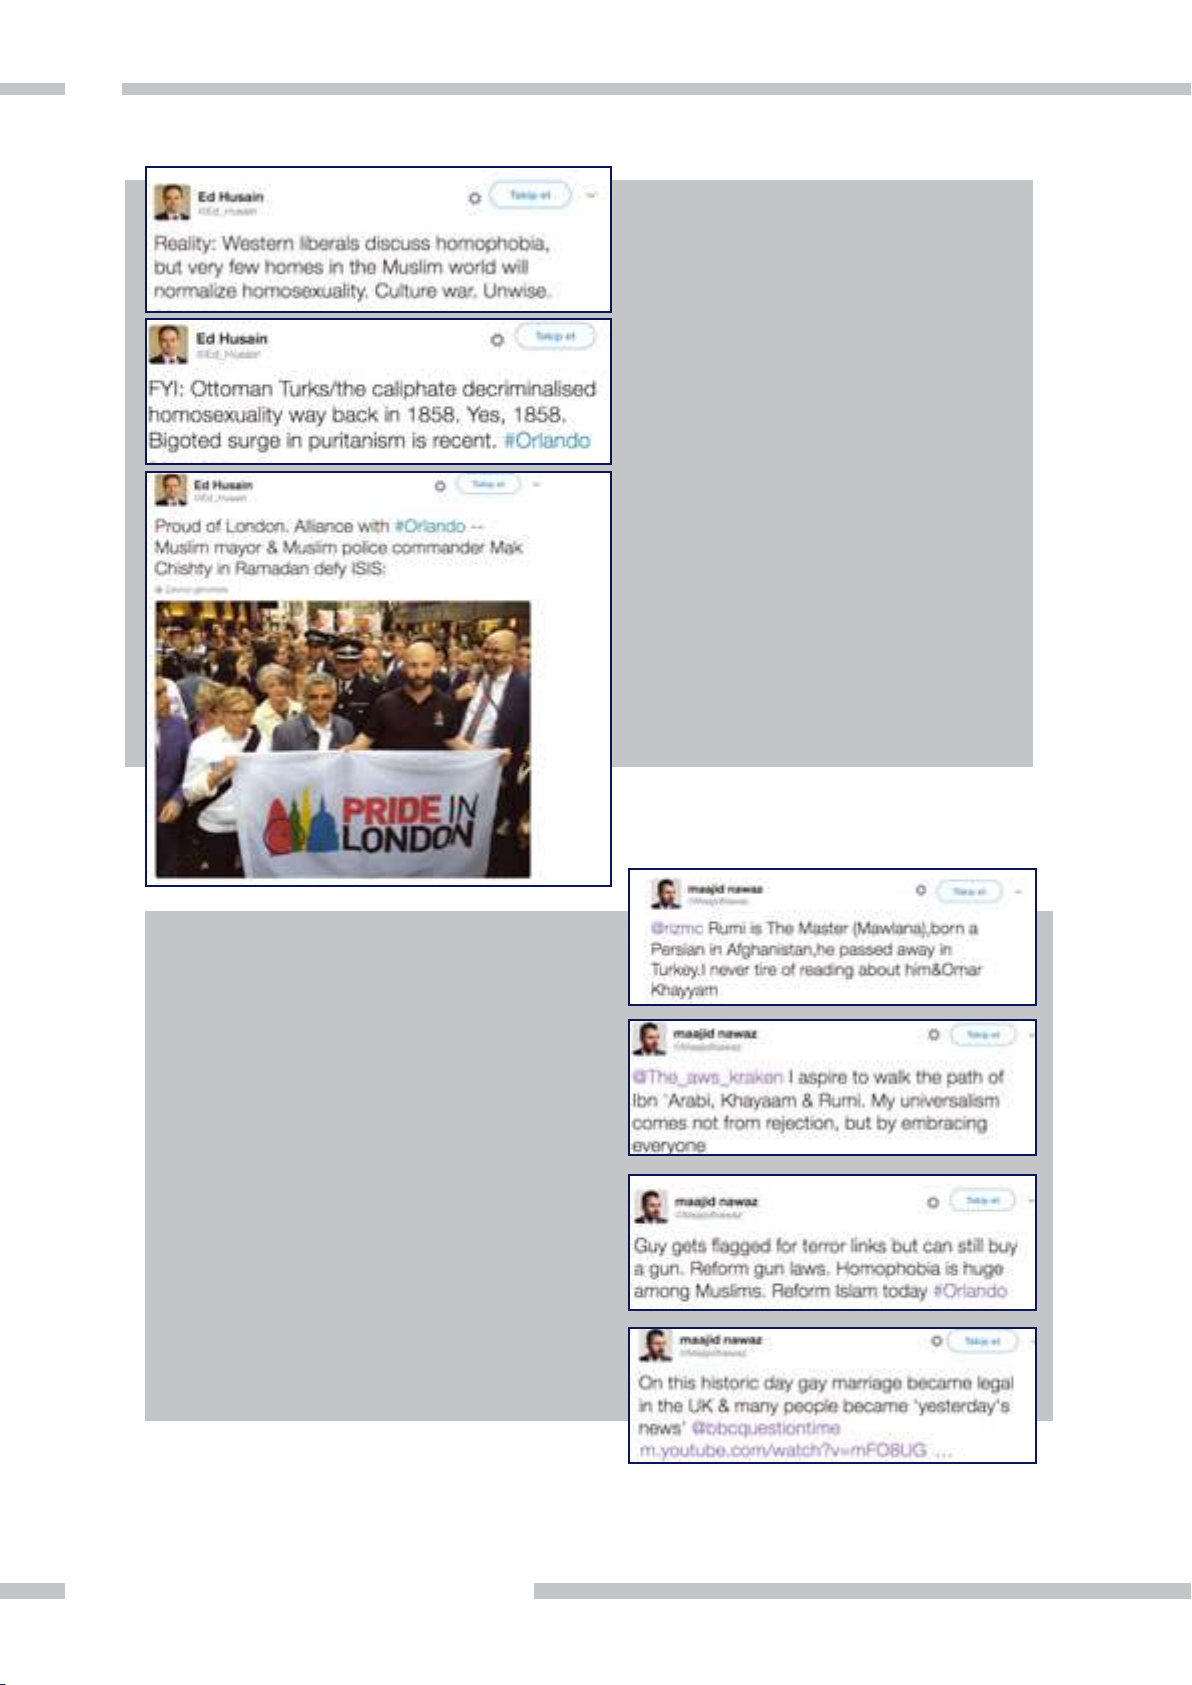 Ed Husain
@Ed_Husain
Takip et
Reality: Western liberals discuss homophobia,
but very few homes in the Muslim world will
normalize homosexuality. Culture war. Unwise.
Ed Husain
@Ed_Husain
Takip et
FYI: Ottoman Turks/the caliphate decriminalised
homosexuality way back in 1858. Yes, 1858.
Bigoted surge in puritanism is recent. #Orlando
Ed Husain
@Ed_Husain
Takip et
Proud of London. Alliance with #Orlando --
Muslim mayor & Muslim police commander Mak
Chishty in Ramadan defy ISIS:
PRIDE IN
LONDON
maajid nawaz
@MaajidNawaz
Takip et
@rizmc Rumi is The Master (Mawlana),born a
Persian in Afghanistan,he passed away in
Turkey.I never tire of reading about him&Omar
Khayyam
maajid nawaz
@MaajidNawaz
Takip et
@The_aws_kraken I aspire to walk the path of
Ibn `Arabi, Khayaam & Rumi. My universalism
comes not from rejection, but by embracing
everyone
maajid nawaz
@MaajidNawaz
Takip et
Guy gets flagged for terror links but can still buy
a gun. Reform gun laws. Homophobia is huge
among Muslims. Reform Islam today #Orlando
maajid nawaz
@MaajidNawaz
Takip et
On this historic day gay marriage became legal
in the UK & many people became 'yesterday's
news' @bbcquestiontime
m.youtube.com/watch?v=mFO8UG ...